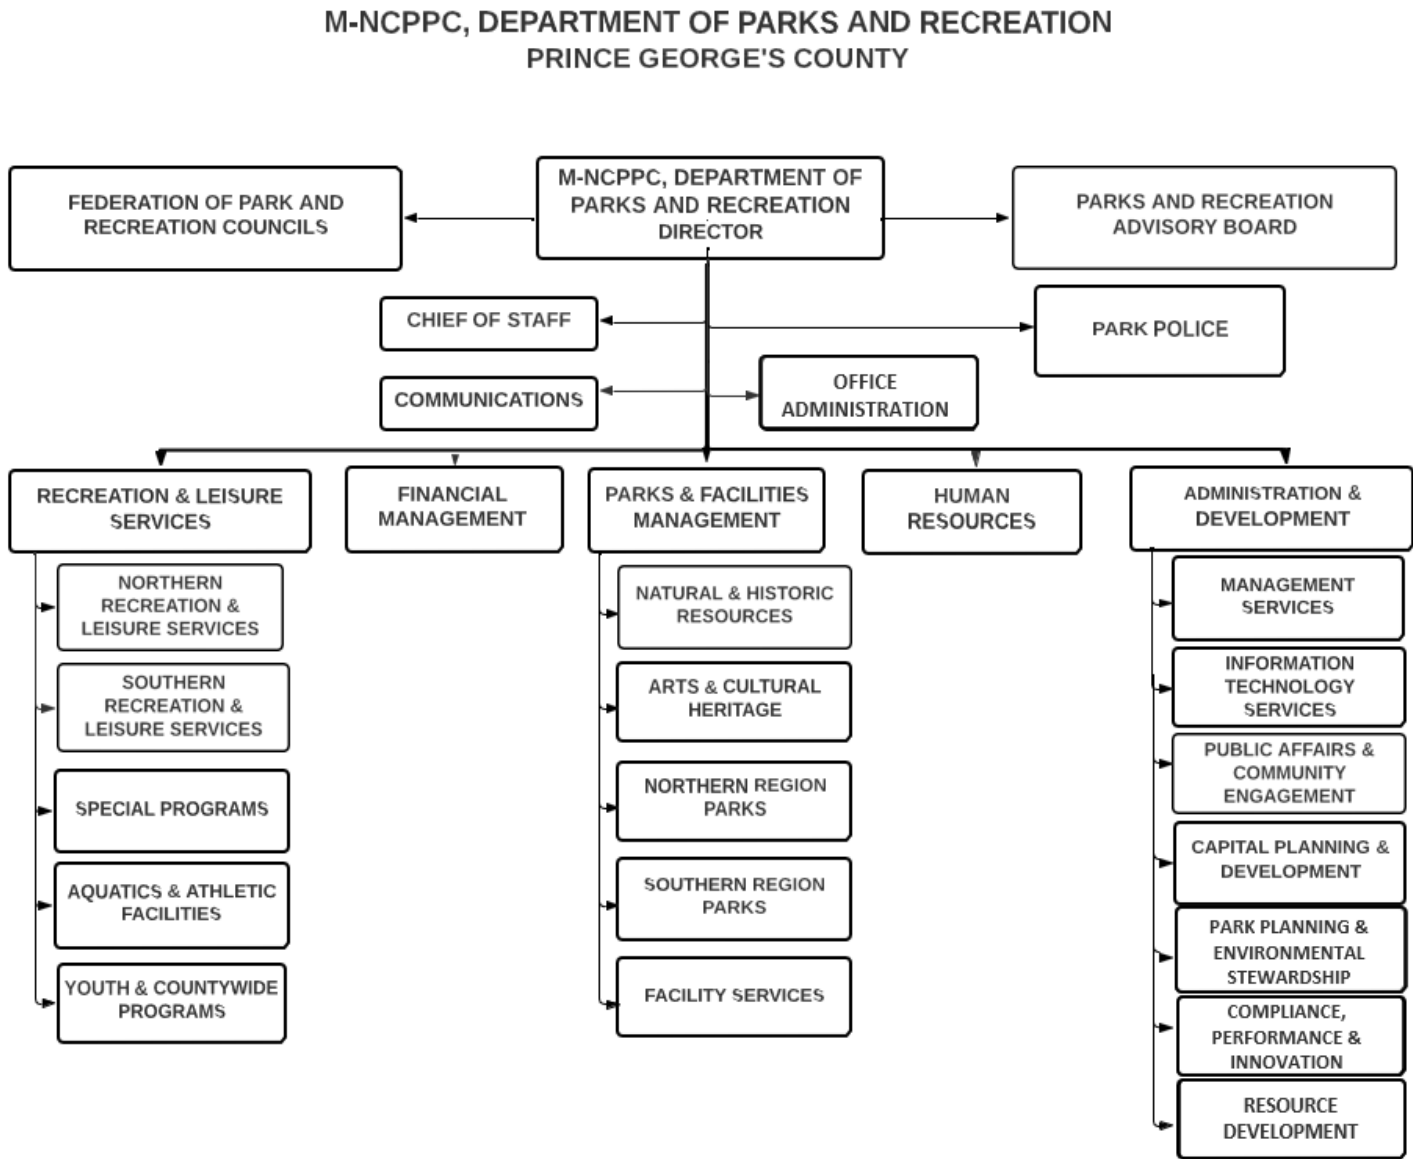 M-NCPPC, DEPARTMENT OF PARKS AND RECREATION
PRINCE GEORGE'S COUNTY
FEDERATION OF PARK AND
RECREATION COUNCILS
M-NCPPC, DEPARTMENT OF
PARKS AND RECREATION
DIRECTOR
PARKS AND RECREATION
ADVISORY BOARD
CHIEF OF STAFF
PARK POLICE
COMMUNICATIONS
OFFICE
ADMINISTRATION
RECREATION & LEISURE
SERVICES
NORTHERN
RECREATION &
LEISURE SERVICES
SOUTHERN
RECREATION &
LEISURE SERVICES
SPECIAL PROGRAMS
AQUATICS & ATHLETIC
FACILITIES
YOUTH & COUNTYWIDE
PROGRAMS
FINANCIAL
MANAGEMENT
PARKS & FACILITIES
MANAGEMENT
NATURAL & HISTORIC
RESOURCES
ARTS & CULTURAL
HERITAGE
NORTHERN REGION
PARKS
SOUTHERN REGION
PARKS
FACILITY SERVICES
HUMAN
RESOURCES
ADMINISTRATION &
DEVELOPMENT
MANAGEMENT
SERVICES
INFORMATION
TECHNOLOGY
SERVICES
PUBLIC AFFAIRS &
COMMUNITY
ENGAGEMENT
CAPITAL PLANNING &
DEVELOPMENT
PARK PLANNING &
ENVIRONMENTAL
STEWARDSHIP
COMPLIANCE,
PERFORMANCE &
INNOVATION
RESOURCE
DEVELOPMENT